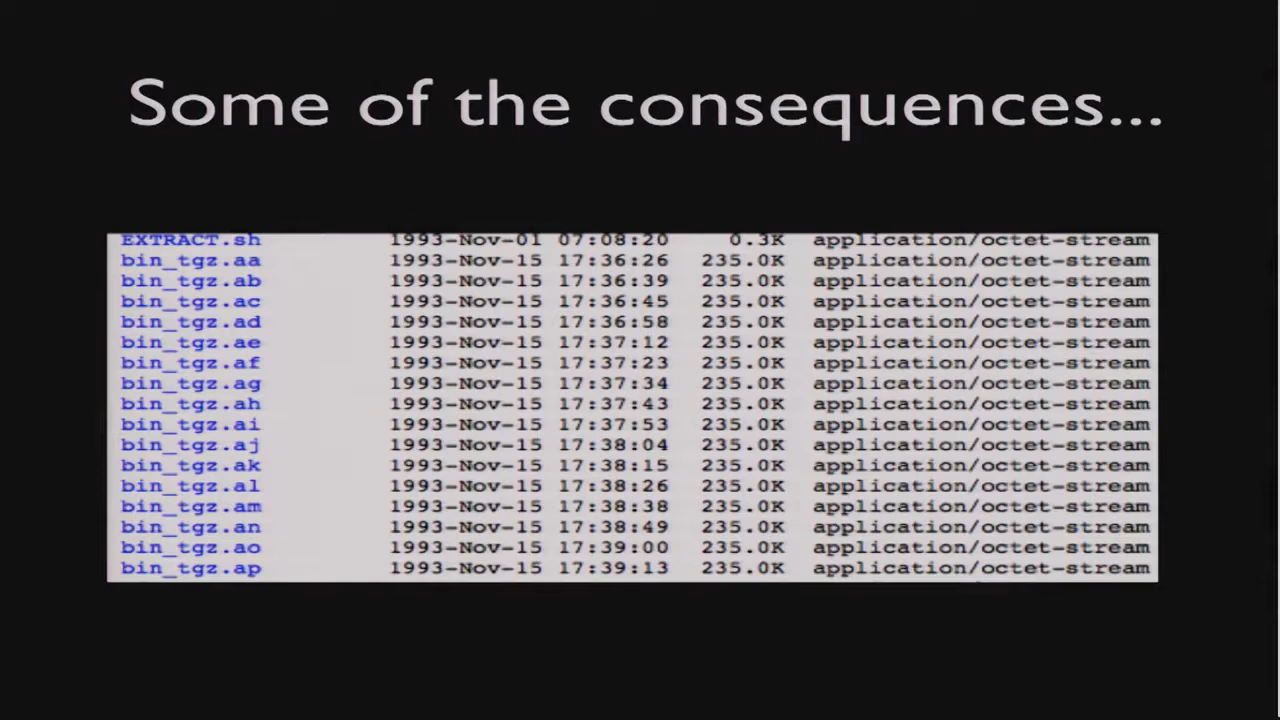 Some of the consequences...
EXTRACT.sh 1993-Nov-01 07:08:20 0.3K application/octet-stream
bin_tgz.aa 1993-Nov-15 17:36:26 235.0K application/octet-stream
bin_tgz.ab 1993-Nov-15 17:36:39 235.0K application/octet-stream
bin_tgz.ac 1993-Nov-15 17:36:45 235.0K application/octet-stream
bin_tgz.ad 1993-Nov-15 17:36:58 235.0K application/octet-stream
bin_tgz.ae 1993-Nov-15 17:37:12 235.0K application/octet-stream
bin_tgz.af 1993-Nov-15 17:37:23 235.0K application/octet-stream
bin_tgz.ag 1993-Nov-15 17:37:34 235.0K application/octet-stream
bin_tgz.ah 1993-Nov-15 17:37:43 235.0K application/octet-stream
bin_tgz.ai 1993-Nov-15 17:37:53 235.0K application/octet-stream
bin_tgz.aj 1993-Nov-15 17:38:04 235.0K application/octet-stream
bin_tgz.ak 1993-Nov-15 17:38:15 235.0K application/octet-stream
bin_tgz.al 1993-Nov-15 17:38:26 235.0K application/octet-stream
bin_tgz.am 1993-Nov-15 17:38:38 235.0K application/octet-stream
bin_tgz.an 1993-Nov-15 17:38:49 235.0K application/octet-stream
bin_tgz.ao 1993-Nov-15 17:39:00 235.0K application/octet-stream
bin_tgz.ap 1993-Nov-15 17:39:13 235.0K application/octet-stream